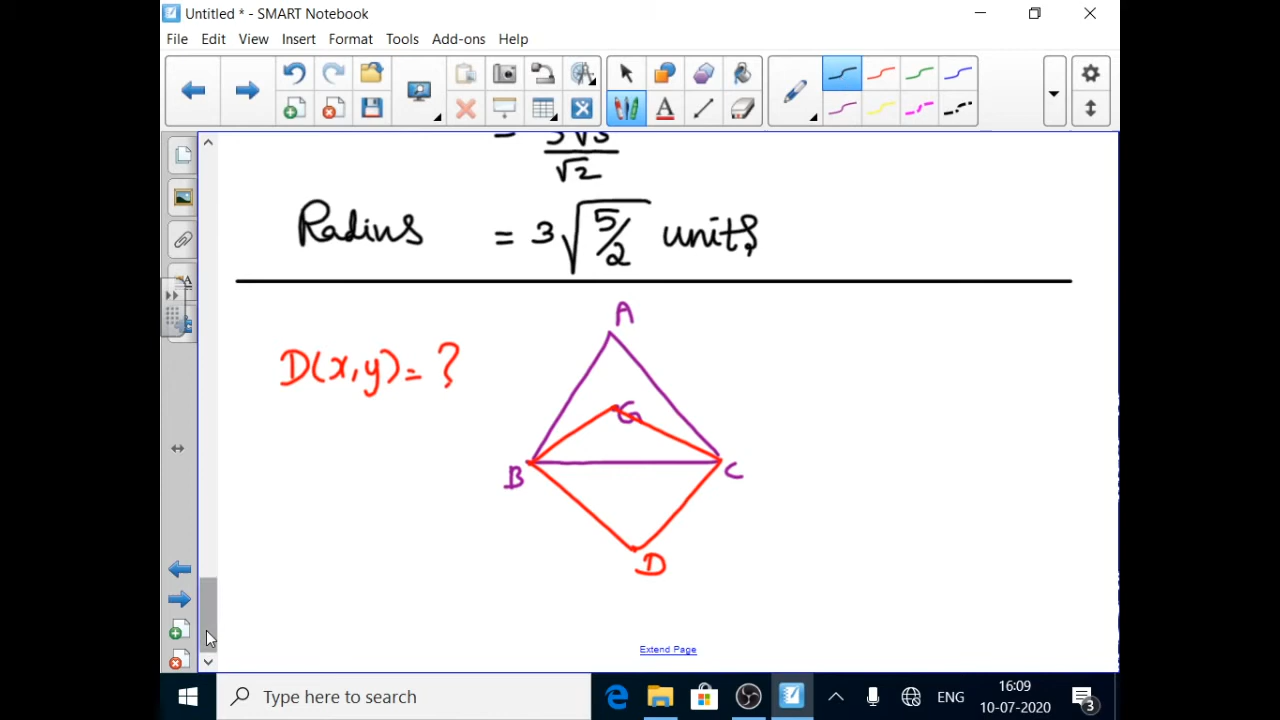 Untitled * - SMART Notebook
File Edit View Insert Format Tools Add-ons Help
=
√2
Radius = 3√5/2 units
A
D(x,y) = ?
G
B C
D
Extend Page
Type here to search
ENG
16:09
10-07-2020
3